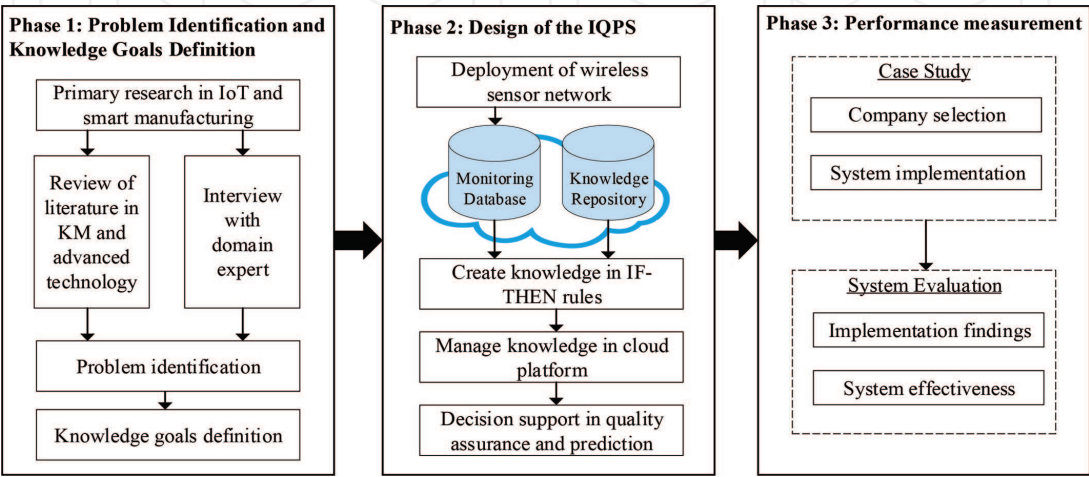 Phase 1: Problem Identification and
Knowledge Goals Definition
Primary research in IoT and
smart manufacturing
Review of
literature in
KM and
advanced
technology
Interview
with
domain
expert
Problem identification
Knowledge goals definition
Phase 2: Design of the IQPS
Deployment of wireless
sensor network
Monitoring
Database
Knowledge
Repository
Create knowledge in IF-
THEN rules
Manage knowledge in cloud
platform
Decision support in quality
assurance and prediction
Phase 3: Performance measurement
Case Study
Company selection
System implementation
System Evaluation
Implementation findings
System effectiveness